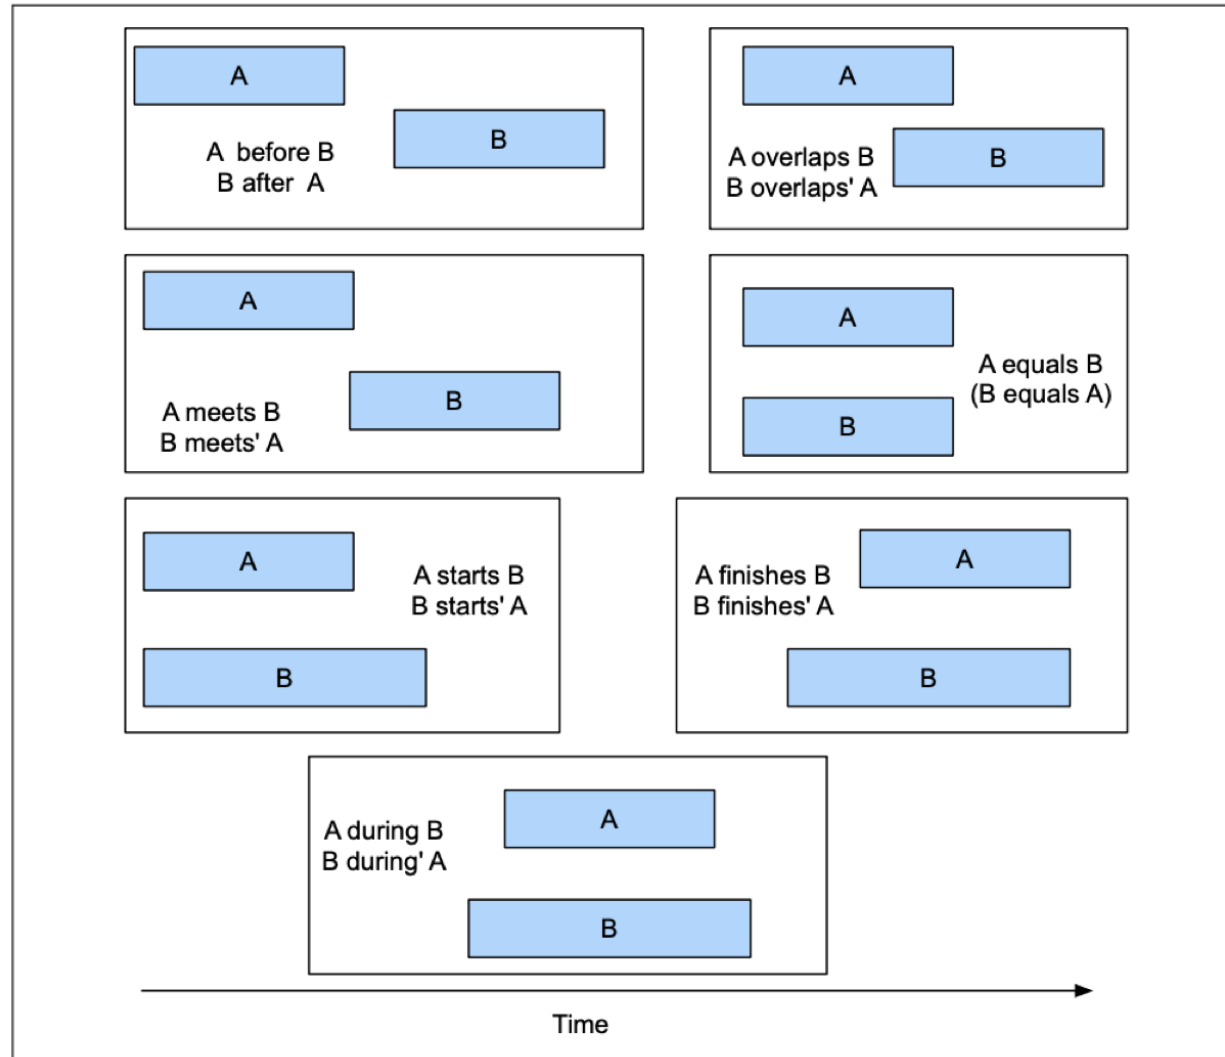 A
B
A before B
B after A
A
B
A overlaps B
B overlaps' A
A
B
A meets B
B meets' A
A
A equals B
(B equals A)
B
A
A starts B
B starts' A
B
A
A finishes B
B finishes' A
B
A
A during B
B during' A
B
Time